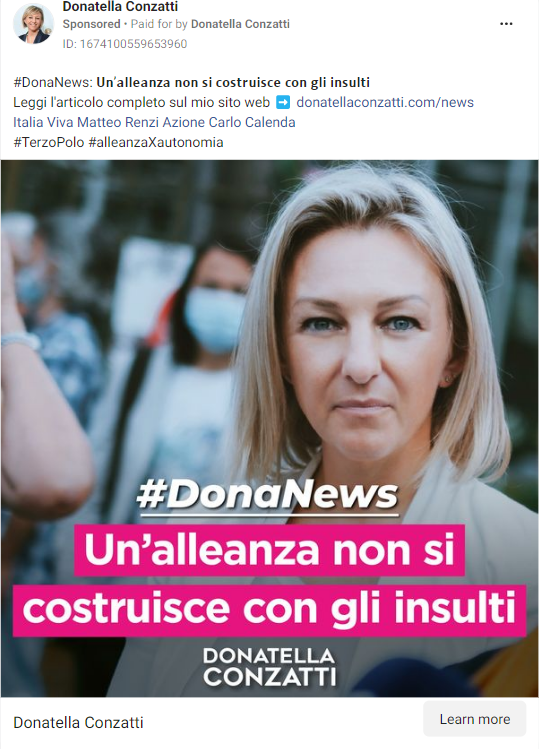 Donatella Conzatti
Sponsored • Paid for by Donatella Conzatti
ID: 1674100559653960
#DonaNews: Un'alleanza non si costruisce con gli insulti
Leggi l'articolo completo sul mio sito web ➡️ donatellaconzatti.com/news
Italia Viva Matteo Renzi Azione Carlo Calenda
#TerzoPolo #alleanzaXautonomia
#DonaNews
Un'alleanza non si
costruisce con gli insulti
DONATELLA
CONZATTI
Donatella Conzatti
Learn more